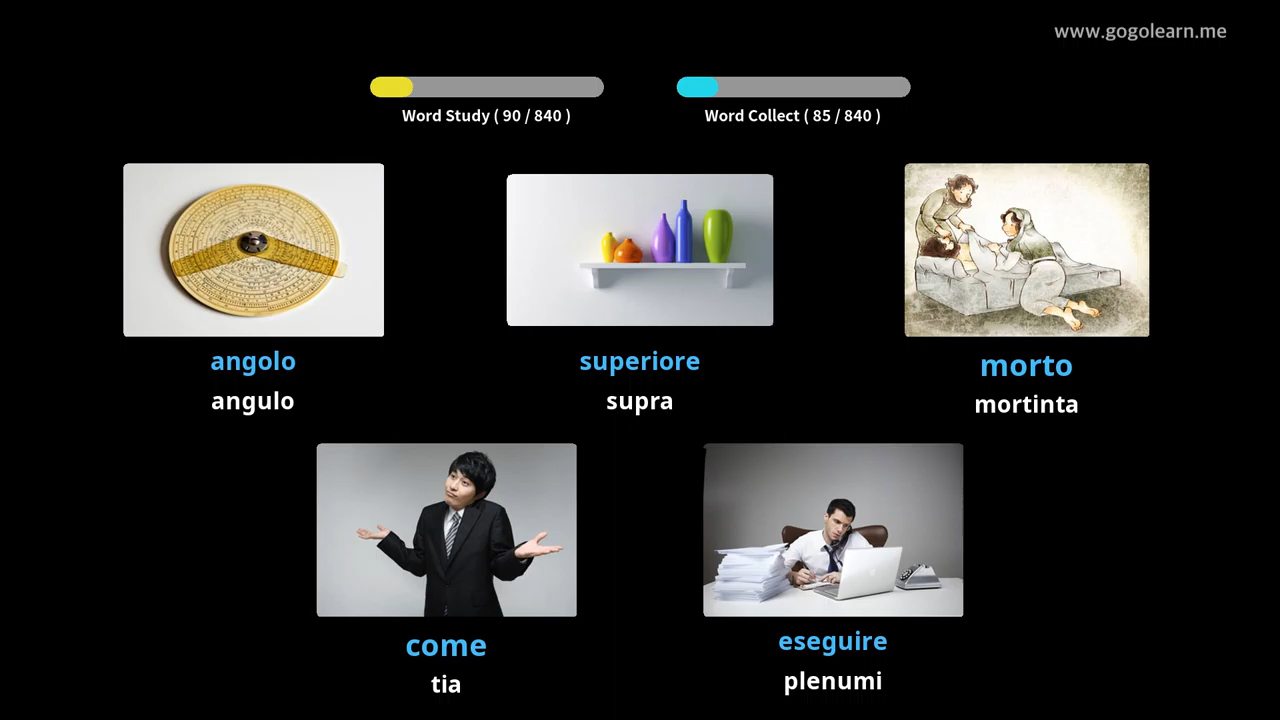 www.gogolearn.me
Word Study ( 90 / 840 )
Word Collect ( 85 / 840 )
angolo
angulo
superiore
supra
morto
mortinta
come
tia
eseguire
plenumi